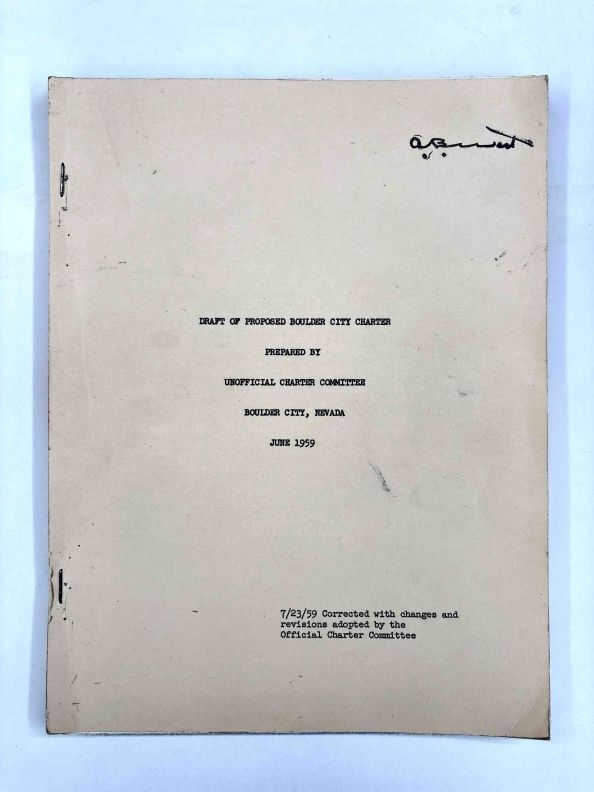 DRAFT OF PROPOSED BOULDER CITY CHARTER
PREPARED BY
UNOFFICIAL CHARTER COMMITTEE
BOULDER CITY, NEVADA
JUNE 1959
7/23/59 Corrected with changes and
revisions adopted by the
Official Charter Committee